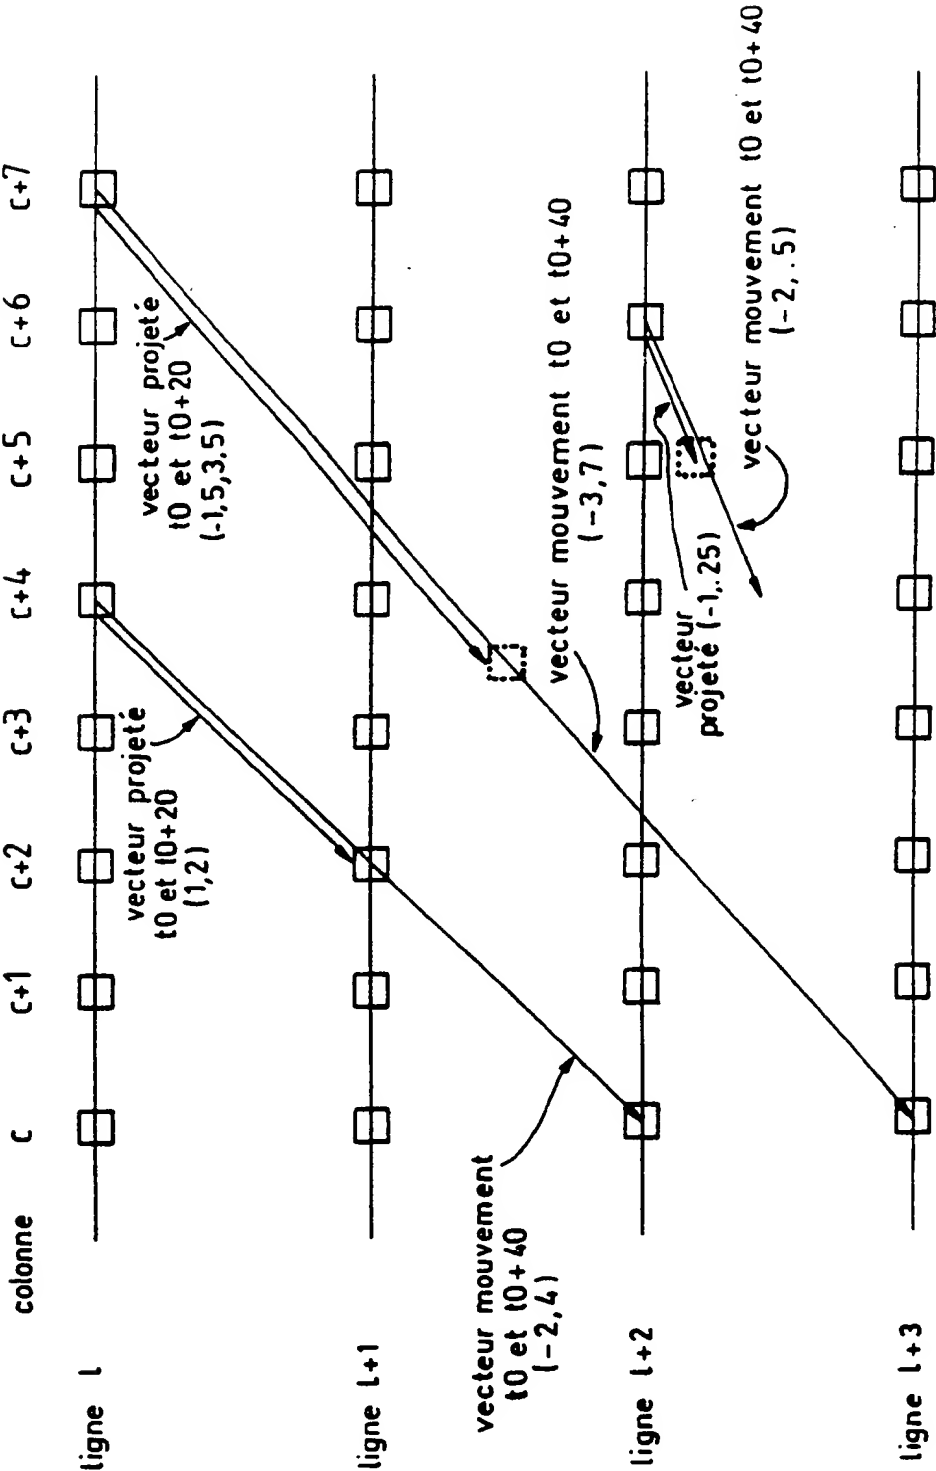 colonne C C+1 C+2 C+3 C+4 C+5 C+6 C+7
ligne l
vecteur projeté
t0 et t0+20
(1,2)
vecteur projeté
t0 et t0+20
(-1,5,3,5)
ligne l+1
vecteur mouvement
t0 et t0+40
(-2,4)
vecteur mouvement t0 et t0+40
(-3,7)
ligne l+2
vecteur
projeté (-1,.25)
vecteur mouvement t0 et t0+40
(-2,.5)
ligne l+3